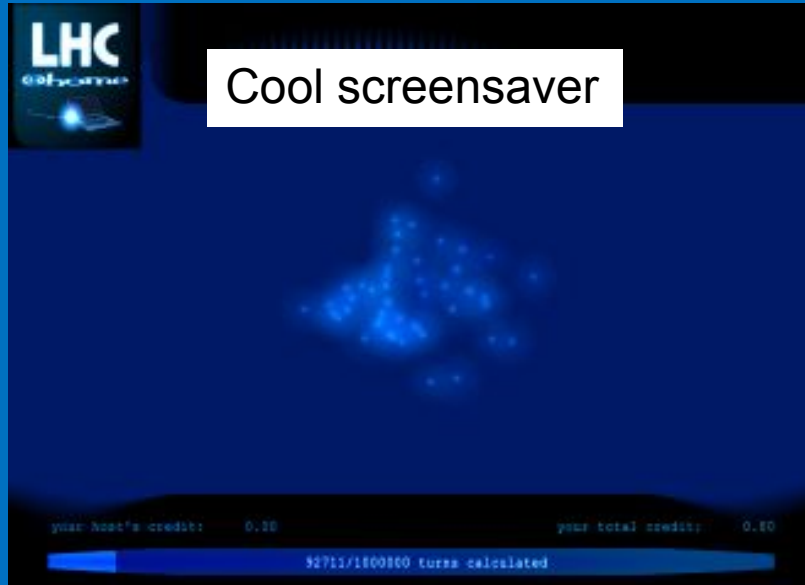 LHC
@home
Cool screensaver
your host's credit: 0.00 your total credit: 0.00
92711/1000000 turns calculated